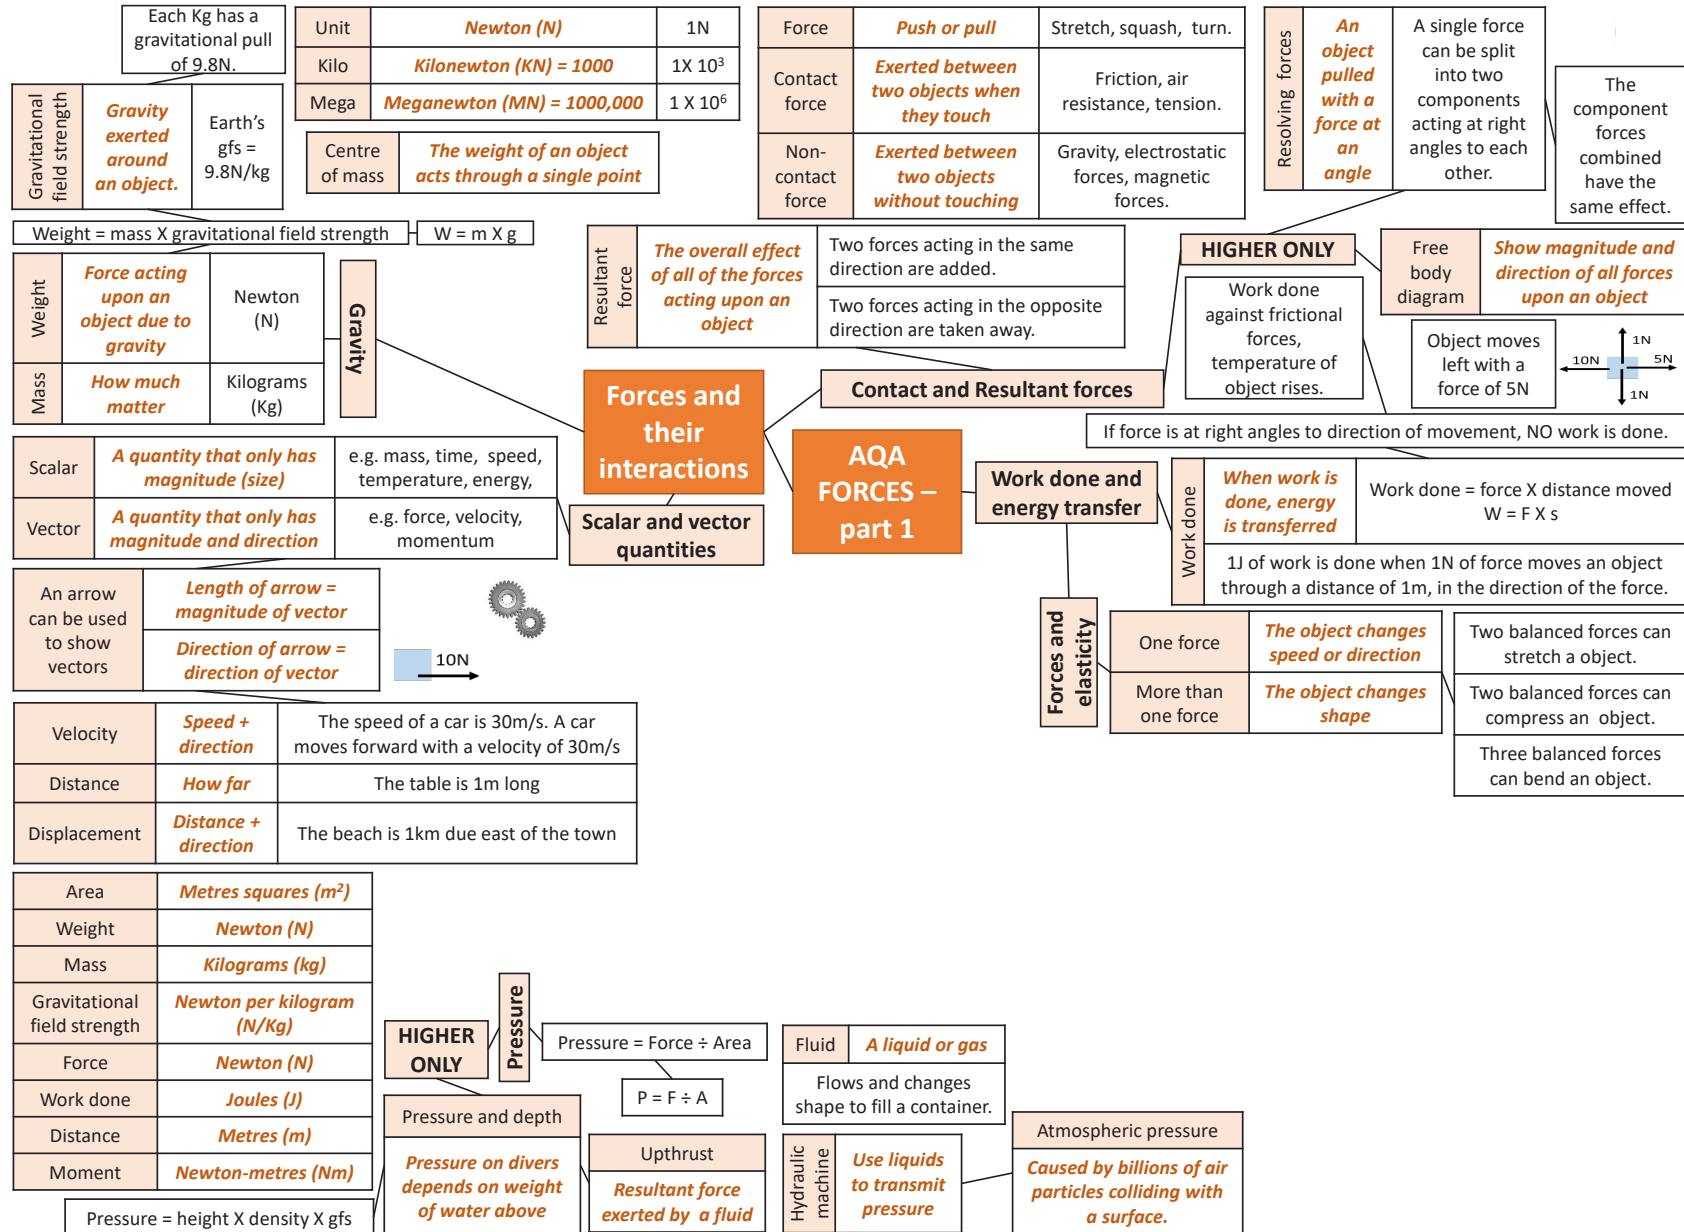 Each Kg has a
gravitational pull
of 9.8N.
Gravitational
field strength
Gravity
exerted
around
an object.
Earth's
gfs =
9.8N/kg
Unit
Newton (N)
1N
Kilo
Kilonewton (KN) = 1000
1X 10³
Mega
Meganewton (MN) = 1000,000
1 X 10⁶
Centre
of mass
The weight of an object
acts through a single point
Weight = mass X gravitational field strength
W = m X g
Weight
Force acting
upon an
object due to
gravity
Newton
(N)
Mass
How much
matter
Kilograms
(Kg)
Gravity
Force
Push or pull
Stretch, squash, turn.
Contact
force
Exerted between
two objects when
they touch
Friction, air
resistance, tension.
Non-
contact
force
Exerted between
two objects
without touching
Gravity, electrostatic
forces, magnetic
forces.
Resolving forces
An
object
pulled
with a
force at
an
angle
A single force
can be split
into two
components
acting at right
angles to each
other.
The
component
forces
combined
have the
same effect.
Resultant
force
The overall effect
of all of the forces
acting upon an
object
Two forces acting in the same
direction are added.
Two forces acting in the opposite
direction are taken away.
HIGHER ONLY
Free
body
diagram
Show magnitude and
direction of all forces
upon an object
Work done
against frictional
forces,
temperature of
object rises.
Object moves
left with a
force of 5N
1N
10N
5N
1N
Contact and Resultant forces
Forces and
their
interactions
AQA
FORCES –
part 1
If force is at right angles to direction of movement, NO work is done.
Scalar
A quantity that only has
magnitude (size)
e.g. mass, time, speed,
temperature, energy,
Vector
A quantity that only has
magnitude and direction
e.g. force, velocity,
momentum
Scalar and vector
quantities
Work done and
energy transfer
Work done
When work is
done, energy
is transferred
Work done = force X distance moved
W = F X s
1J of work is done when 1N of force moves an object
through a distance of 1m, in the direction of the force.
An arrow
can be used
to show
vectors
Length of arrow =
magnitude of vector
Direction of arrow =
direction of vector
10N
Forces and
elasticity
One force
The object changes
speed or direction
More than
one force
The object changes
shape
Two balanced forces can
stretch a object.
Two balanced forces can
compress an object.
Three balanced forces
can bend an object.
Velocity
Speed +
direction
The speed of a car is 30m/s. A car
moves forward with a velocity of 30m/s
Distance
How far
The table is 1m long
Displacement
Distance +
direction
The beach is 1km due east of the town
Area
Metres squares (m²)
Weight
Newton (N)
Mass
Kilograms (kg)
Gravitational
field strength
Newton per kilogram
(N/Kg)
Force
Newton (N)
Work done
Joules (J)
Distance
Metres (m)
Moment
Newton-metres (Nm)
Pressure = height X density X gfs
HIGHER
ONLY
Pressure
Pressure = Force ÷ Area
P = F ÷ A
Pressure and depth
Pressure on divers
depends on weight
of water above
Upthrust
Resultant force
exerted by a fluid
Fluid
A liquid or gas
Flows and changes
shape to fill a container.
Hydraulic
machine
Use liquids
to transmit
pressure
Atmospheric pressure
Caused by billions of air
particles colliding with
a surface.